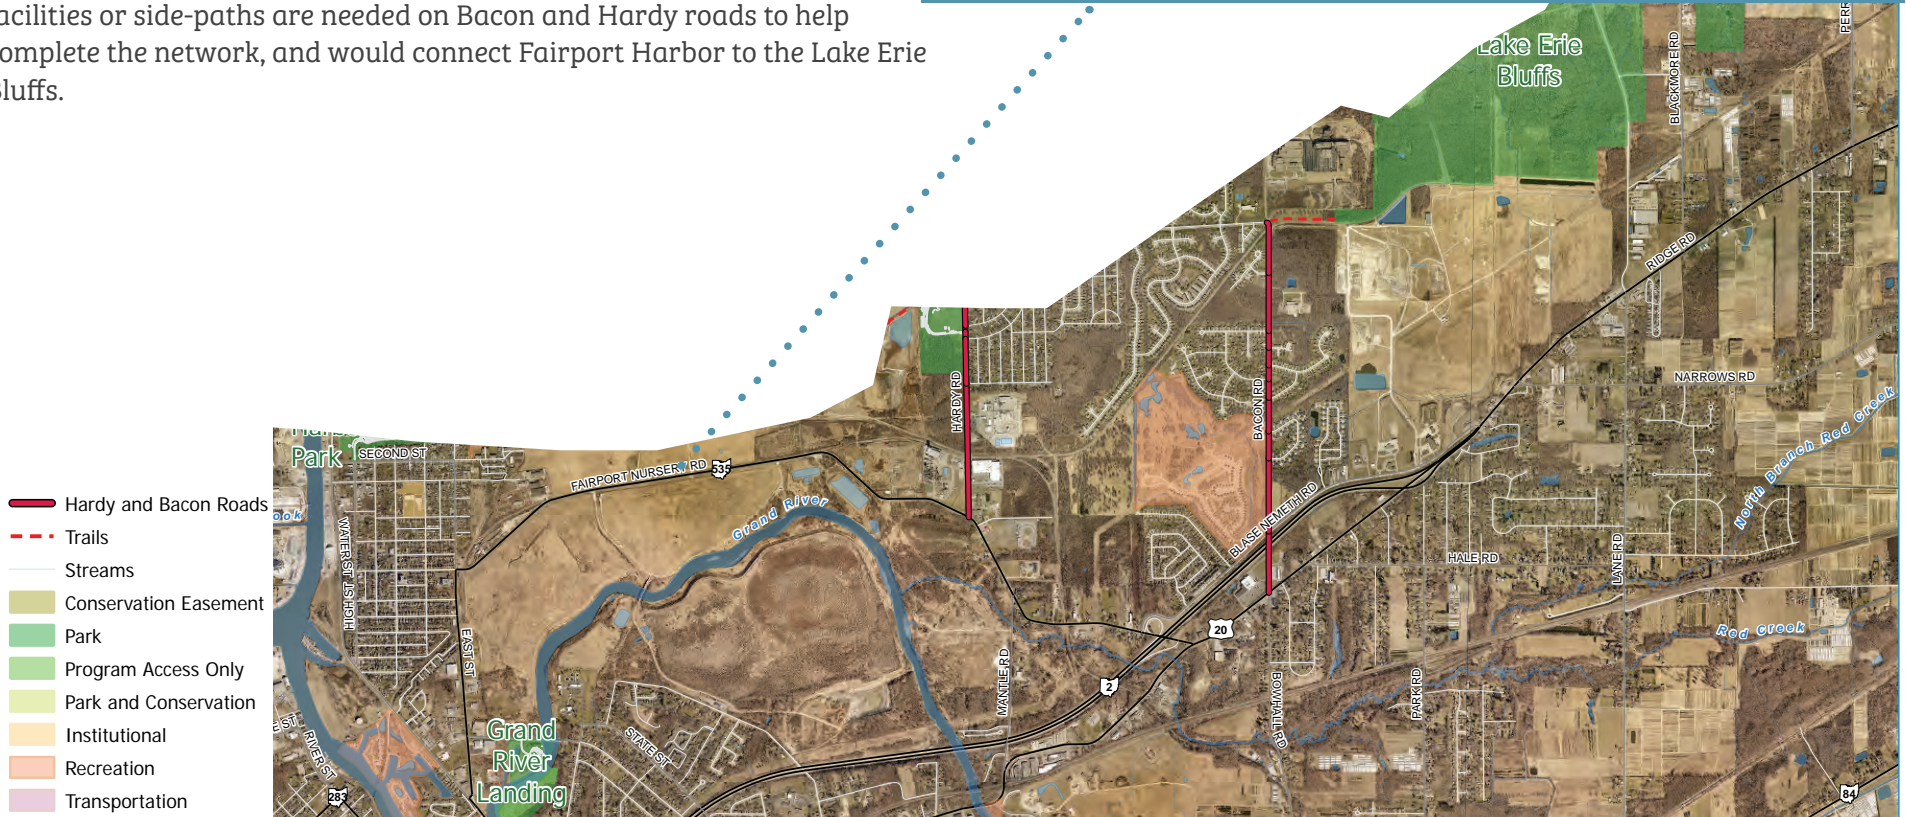 acilities or side-paths are needed on Bacon and Hardy roads to help
omplete the network, and would connect Fairport Harbor to the Lake Erie
luffs.
Lake Erie
Bluffs
BLACKMORE RD
PERR
RIDGE RD
NARROWS RD
North Branch Red Creek
HARDY RD
BACON RD
Park
SECOND ST
FAIRPORT NURSERY RD
535
Grand River
BLASE NEMETH RD
HALE RD
LANE RD
Hardy and Bacon Roads
Trails
Streams
Conservation Easement
Park
Program Access Only
Park and Conservation
Institutional
Recreation
Transportation
ook
WATER ST
HIGH ST
EAST ST
20
Red Creek
MANTLE RD
2
BOWHALL RD
PARK RD
E ST
RIVER ST
Grand
River
Landing
STATE ST
283
84